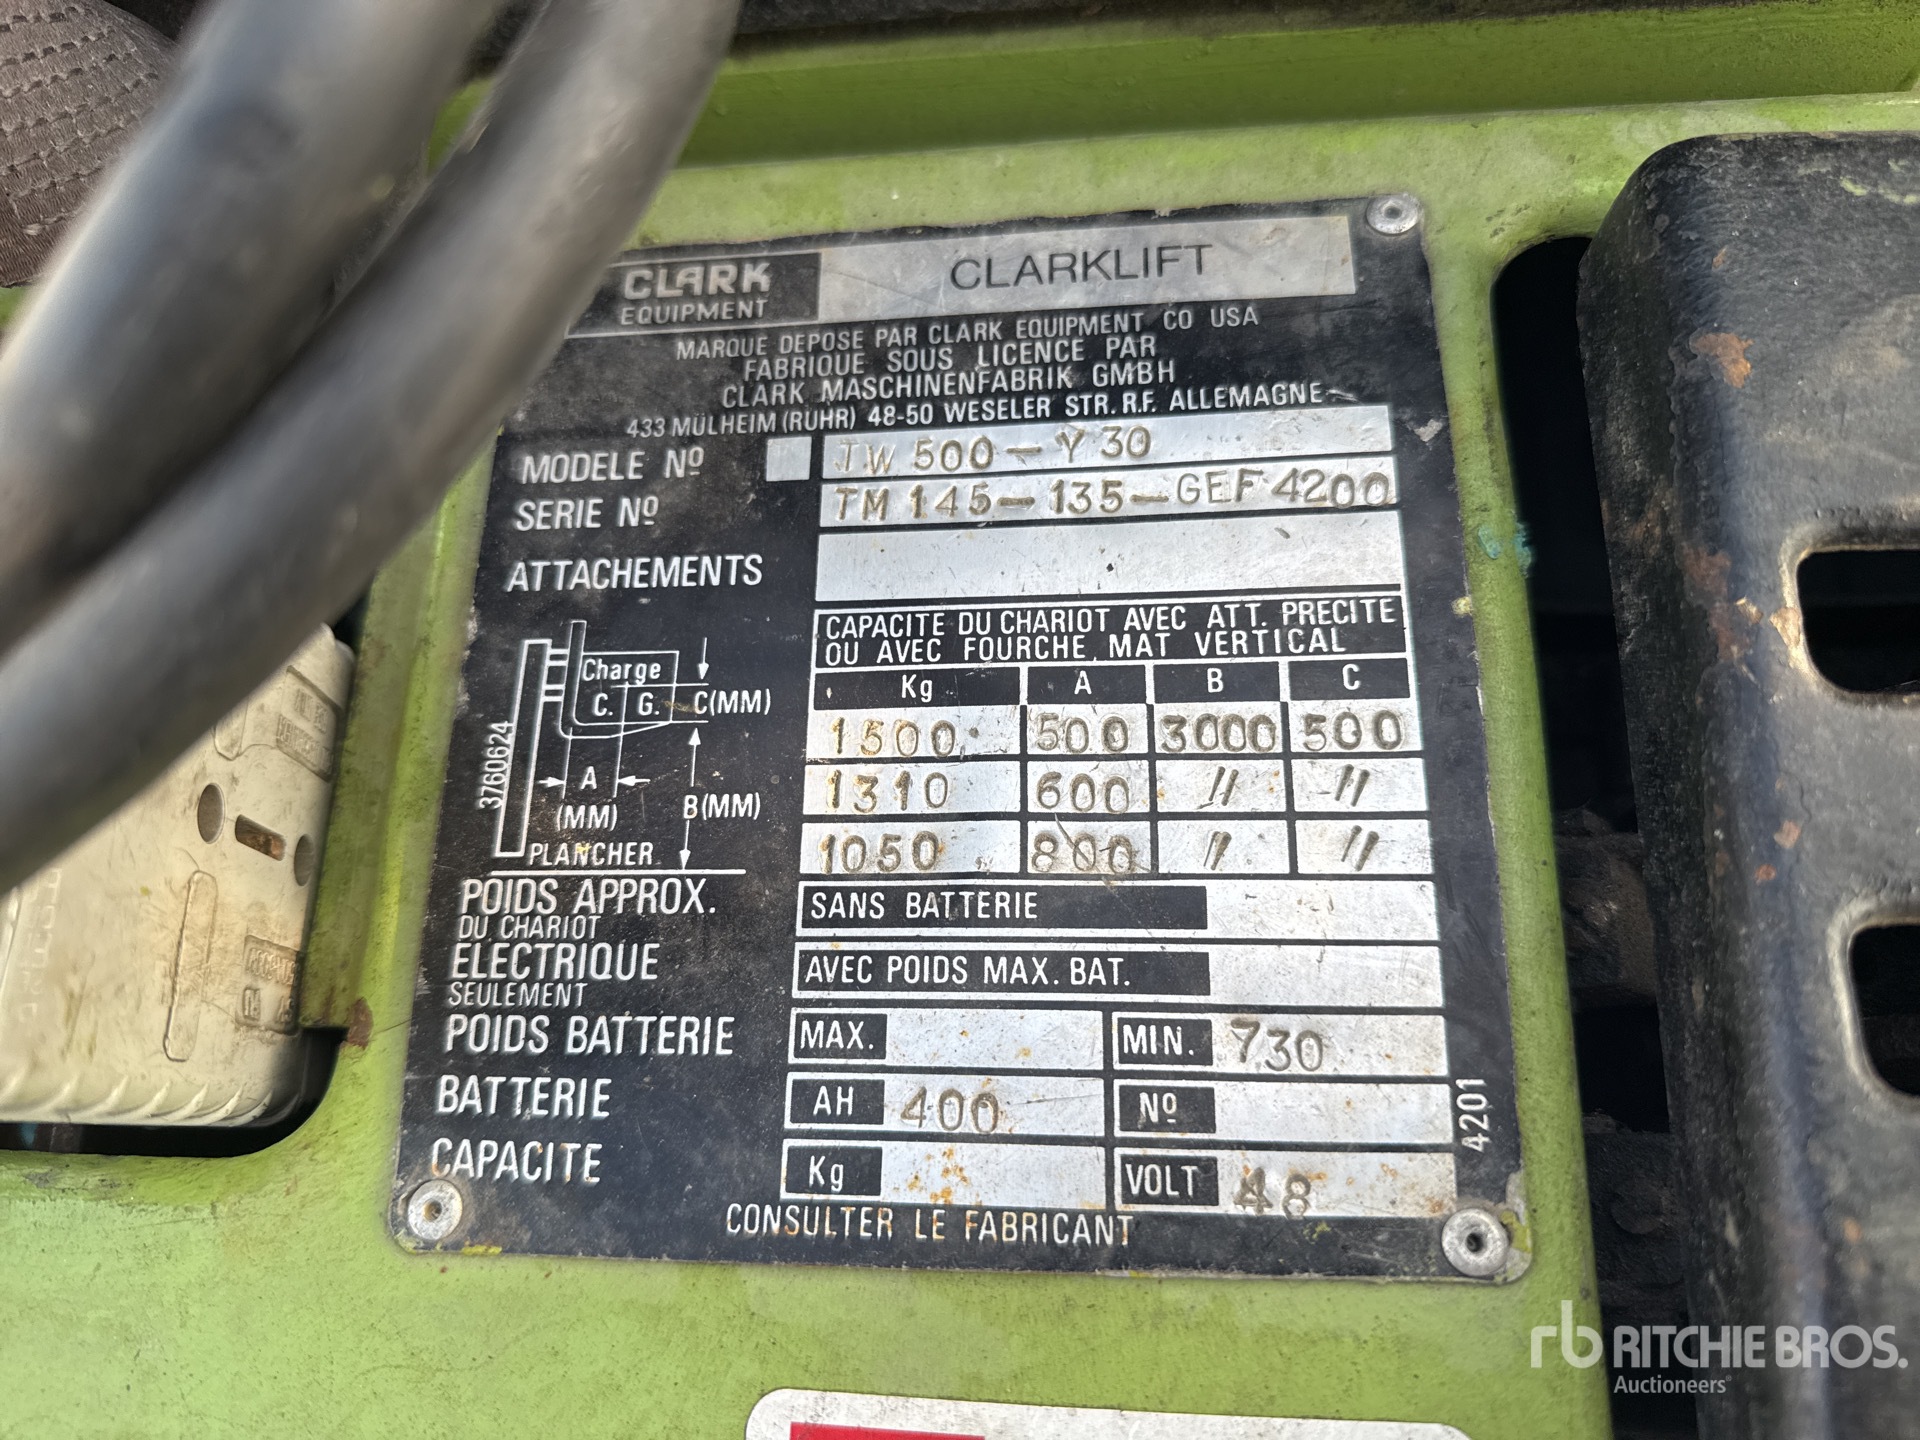 CLARK
EQUIPMENT
CLARKLIFT
MARQUE DEPOSE PAR CLARK EQUIPMENT CO USA
FABRIQUE SOUS LICENCE PAR
CLARK MASCHINENFABRIK GMBH
433 MÜLHEIM (RUHR) 48-50 WESELER STR. R.F. ALLEMAGNE
MODELE Nº JW 500-Y30
SERIE Nº TM 145-135-GEF 4200
ATTACHEMENTS
CAPACITE DU CHARIOT AVEC ATT. PRECITE
OU AVEC FOURCHE, MAT VERTICAL
Kg A B C
1500 500 3000 500
1310 600 " "
1050 800 " "
Charge
C. G. C(MM)
A
(MM) B(MM)
PLANCHER
3760624
POIDS APPROX.
DU CHARIOT
ELECTRIQUE
SEULEMENT
SANS BATTERIE
AVEC POIDS MAX. BAT.
POIDS BATTERIE MAX. MIN. 730
BATTERIE AH 400 Nº
CAPACITE Kg VOLT 48
CONSULTER LE FABRICANT
4201
rb RITCHIE BROS.
Auctioneers